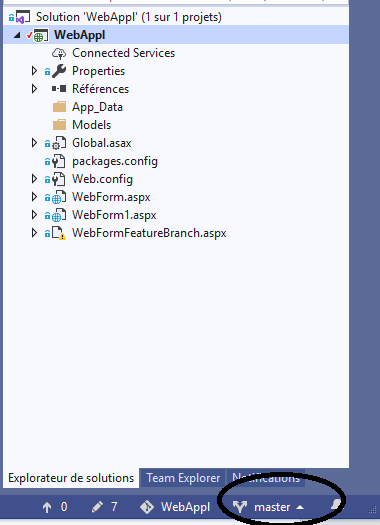 Solution 'WebAppl' (1 sur 1 projets)
WebAppl
Connected Services
Properties
Références
App_Data
Models
Global.asax
packages.config
Web.config
WebForm.aspx
WebForm1.aspx
WebFormFeatureBranch.aspx
Explorateur de solutions Team Explorer Notifications
0 7 WebAppl master